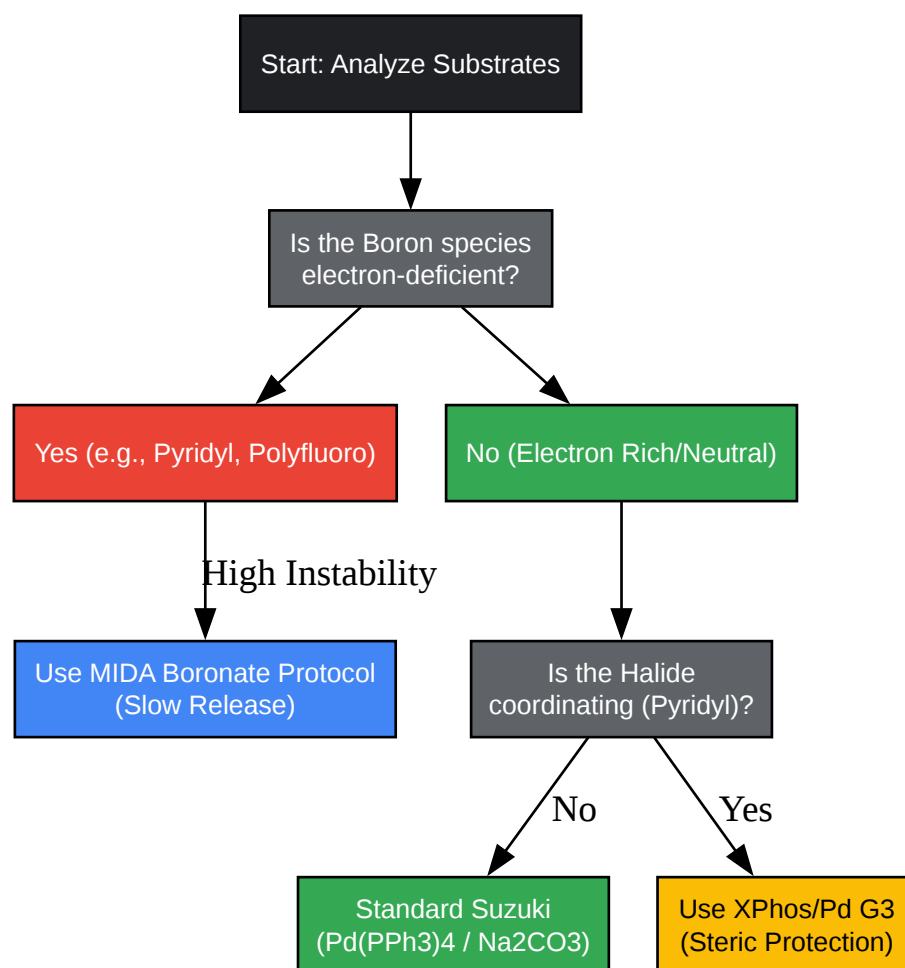 Start: Analyze Substrates
Is the Boron species
electron-deficient?
Yes (e.g., Pyridyl, Polyfluoro)
No (Electron Rich/Neutral)
High Instability
Use MIDA Boronate Protocol
(Slow Release)
Is the Halide
coordinating (Pyridyl)?
No
Yes
Standard Suzuki
(Pd(PPh3)4 / Na2CO3)
Use XPhos/Pd G3
(Steric Protection)